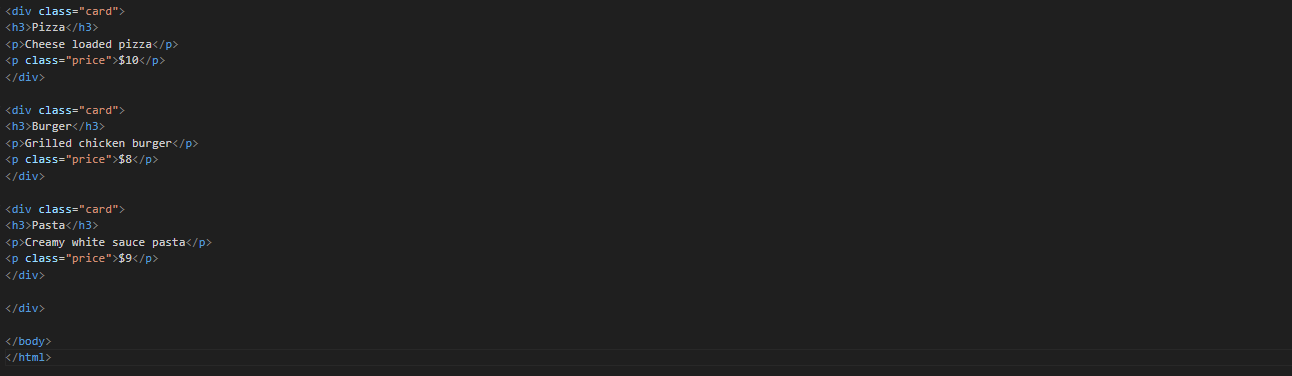 <div class="card">
<h3>Pizza</h3>
<p>Cheese loaded pizza</p>
<p class="price">$10</p>
</div>

<div class="card">
<h3>Burger</h3>
<p>Grilled chicken burger</p>
<p class="price">$8</p>
</div>

<div class="card">
<h3>Pasta</h3>
<p>Creamy white sauce pasta</p>
<p class="price">$9</p>
</div>

</div>

</body>
</html>